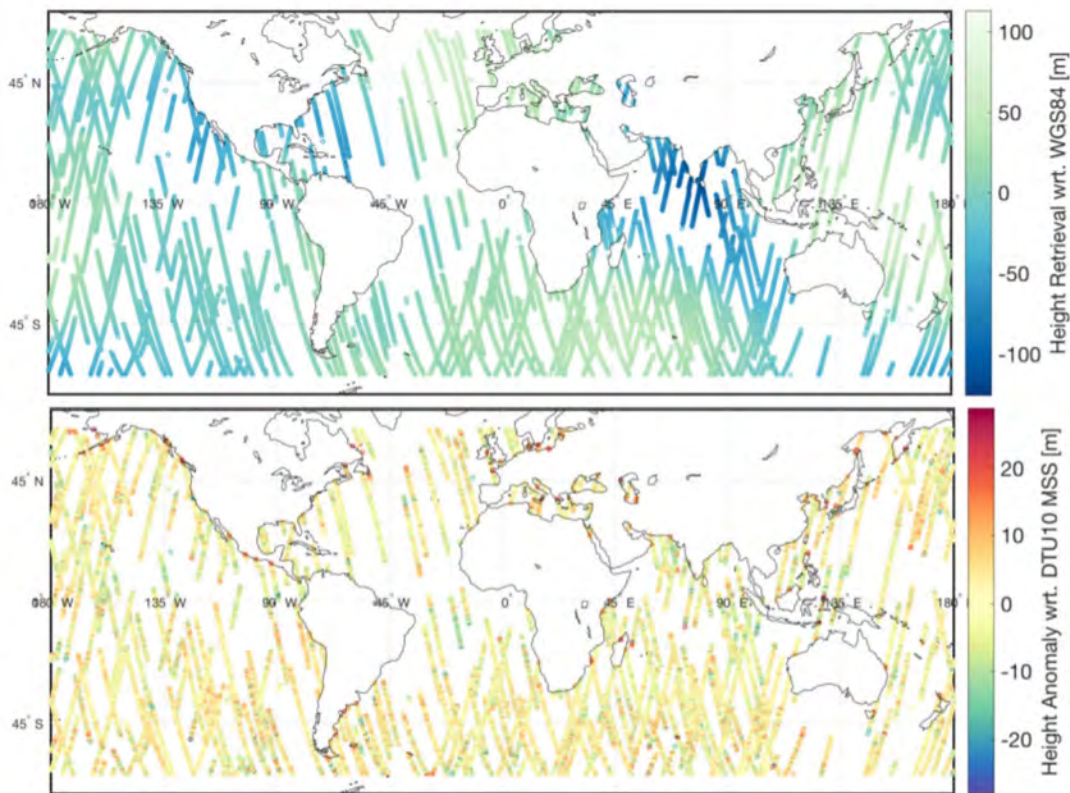 100
45° N
50
0
0° 180° W 135° W 90° W 45° W 0° 45° E 90° E 135° E 180°
-50
45° S
-100
Height Retrieval wrt. WGS84 [m]
20
45° N
10
0
0° 180° W 135° W 90° W 45° W 0° 45° E 90° E 135° E 180°
-10
45° S
-20
Height Anomaly wrt. DTU10 MSS [m]